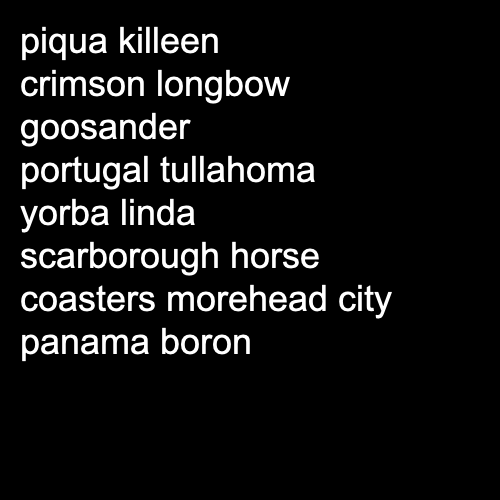 piqua killeen
crimson longbow
goosander
portugal tullahoma
yorba linda
scarborough horse
coasters morehead city
panama boron